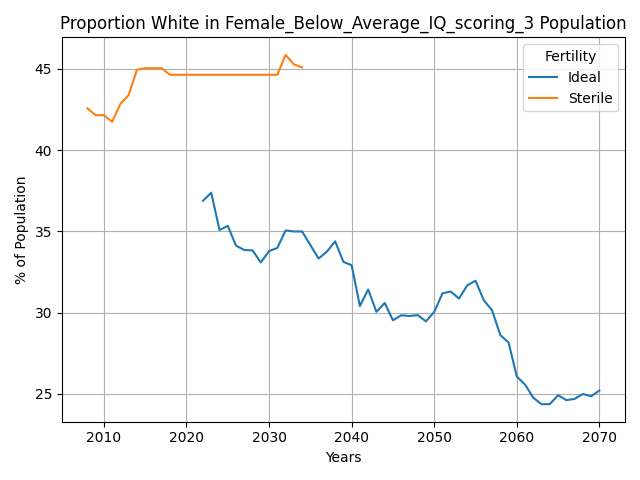 Proportion White in Female_Below_Average_IQ_scoring_3 Population
Fertility
Ideal
Sterile
% of Population
45
40
35
30
25
2010
2020
2030
2040
2050
2060
2070
Years